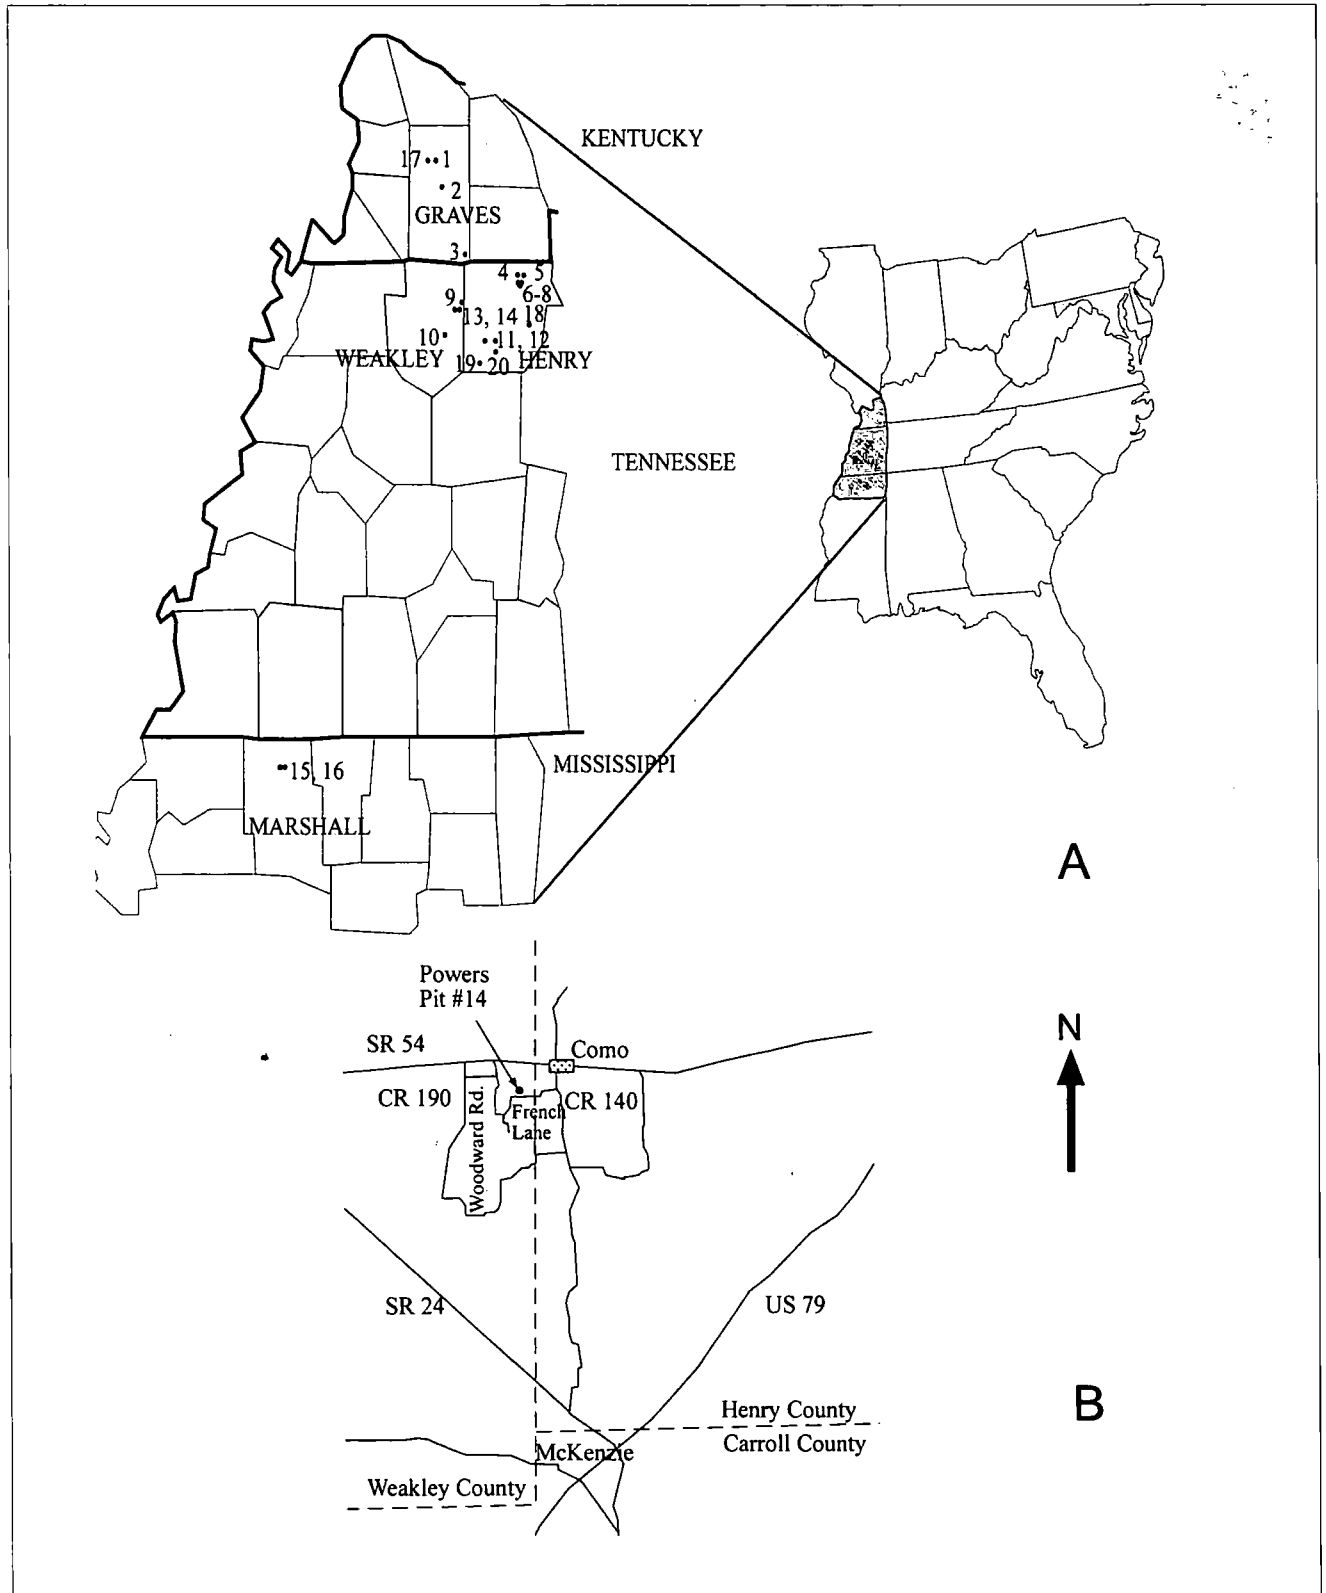 KENTUCKY
17 1
2
GRAVES
3
4 5
6-8
9
18
13, 14
10
11, 12
WEAKLEY
HENRY
19 20
TENNESSEE
MISSISSIPPI
15, 16
MARSHALL
A
Powers
Pit #14
N
SR 54
Como
CR 190
CR 140
Woodward Rd.
French
Lane
SR 24
US 79
B
Henry County
Carroll County
McKenzie
Weakley County